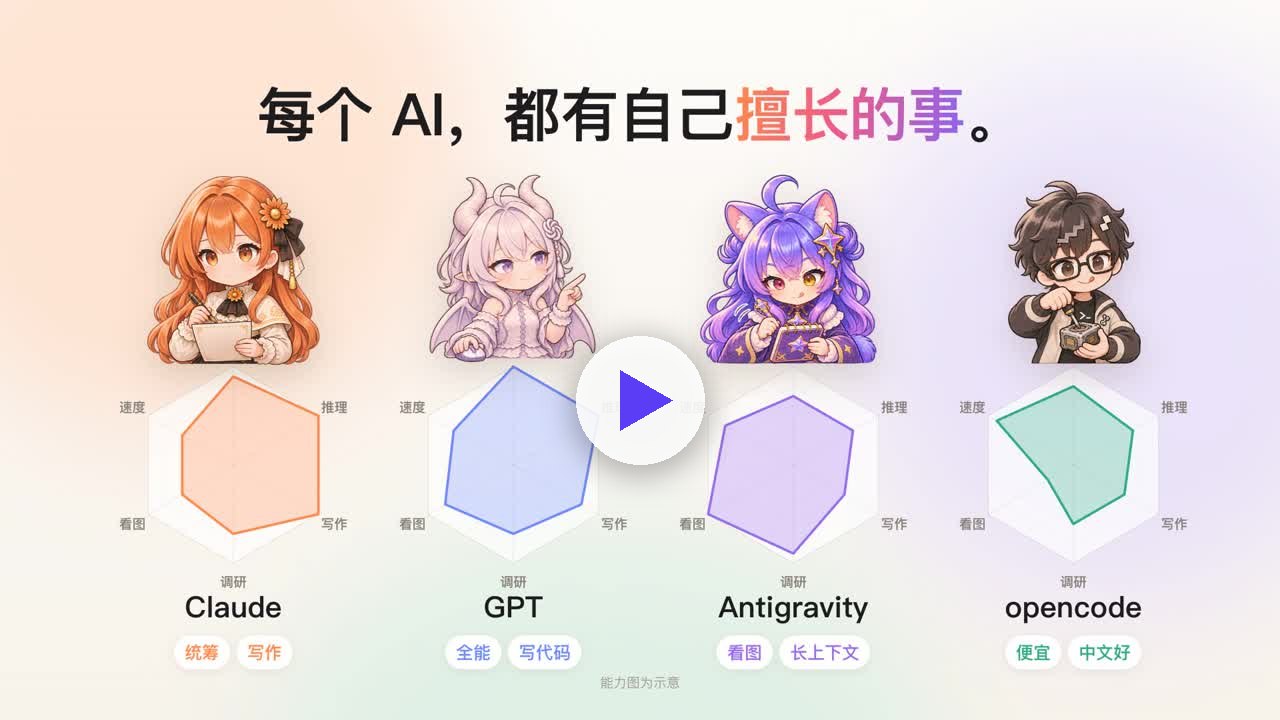 每个 AI，都有自己擅长的事。
速度 推理
看图 写作
调研
Claude
统筹 写作
速度 推理
看图 写作
调研
GPT
全能 写代码
速度 推理
看图 写作
调研
Antigravity
看图 长上下文
速度 推理
看图 写作
调研
opencode
便宜 中文好
能力图为示意